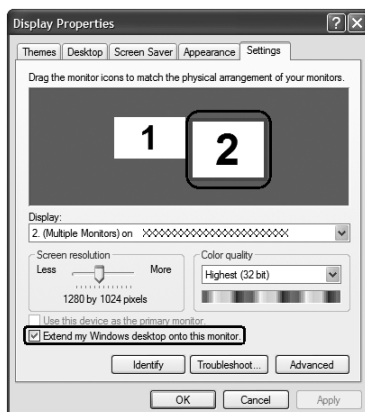 Display Properties
Themes Desktop Screen Saver Appearance Settings
Drag the monitor icons to match the physical arrangement of your monitors.
1 2
Display:
2. (Multiple Monitors) on XXXXXXXXXXXXXXXXXXXXXX
Screen resolution
Less More
1280 by 1024 pixels
Color quality
Highest (32 bit)
Use this device as the primary monitor.
Extend my Windows desktop onto this monitor.
Identify Troubleshoot... Advanced
OK Cancel Apply